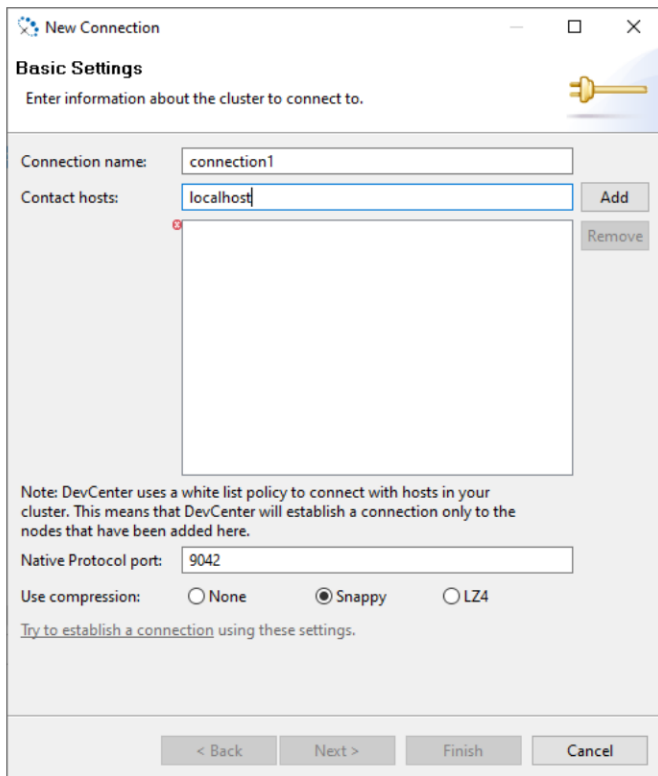 New Connection
Basic Settings
Enter information about the cluster to connect to.
Connection name: connection1
Contact hosts: localhost Add
Remove
Note: DevCenter uses a white list policy to connect with hosts in your
cluster. This means that DevCenter will establish a connection only to the
nodes that have been added here.
Native Protocol port: 9042
Use compression: None Snappy LZ4
Try to establish a connection using these settings.
< Back Next > Finish Cancel